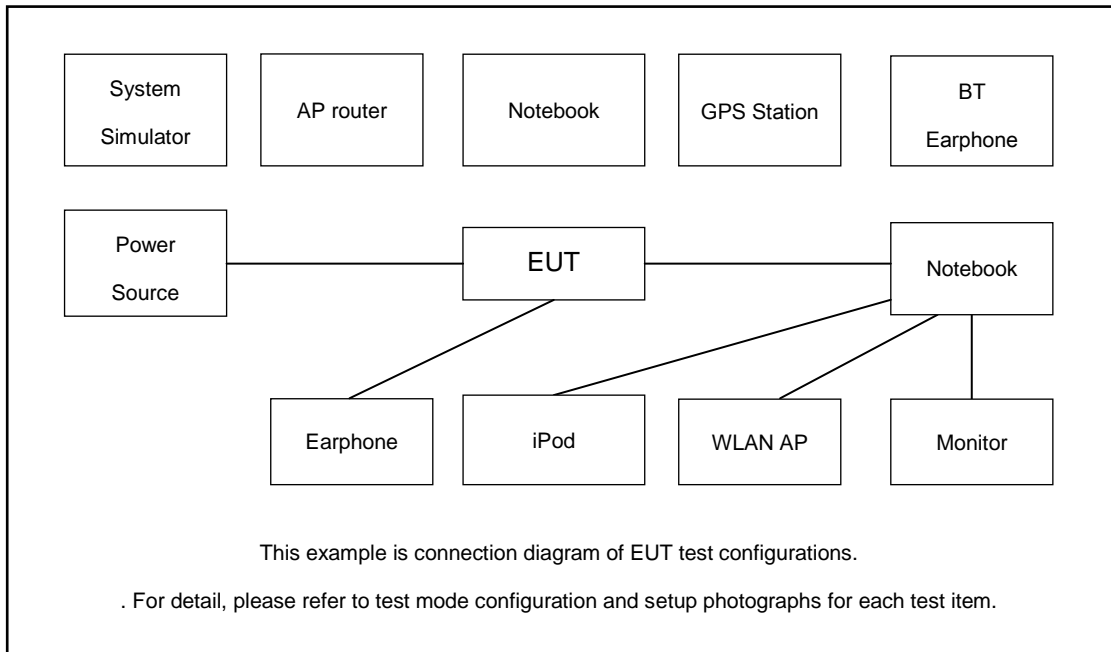 System
Simulator
AP router
Notebook
GPS Station
BT
Earphone
Power
Source
EUT
Notebook
Earphone
iPod
WLAN AP
Monitor
This example is connection diagram of EUT test configurations.
. For detail, please refer to test mode configuration and setup photographs for each test item.